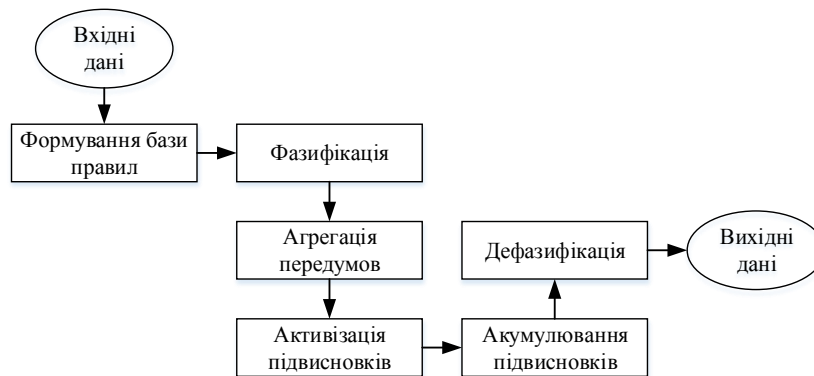 Вхідні
дані
Формування бази
правил
Фазифікація
Агрегація
передумов
Активізація
підвисновків
Акумулювання
підвисновків
Дефазифікація
Вихідні
дані